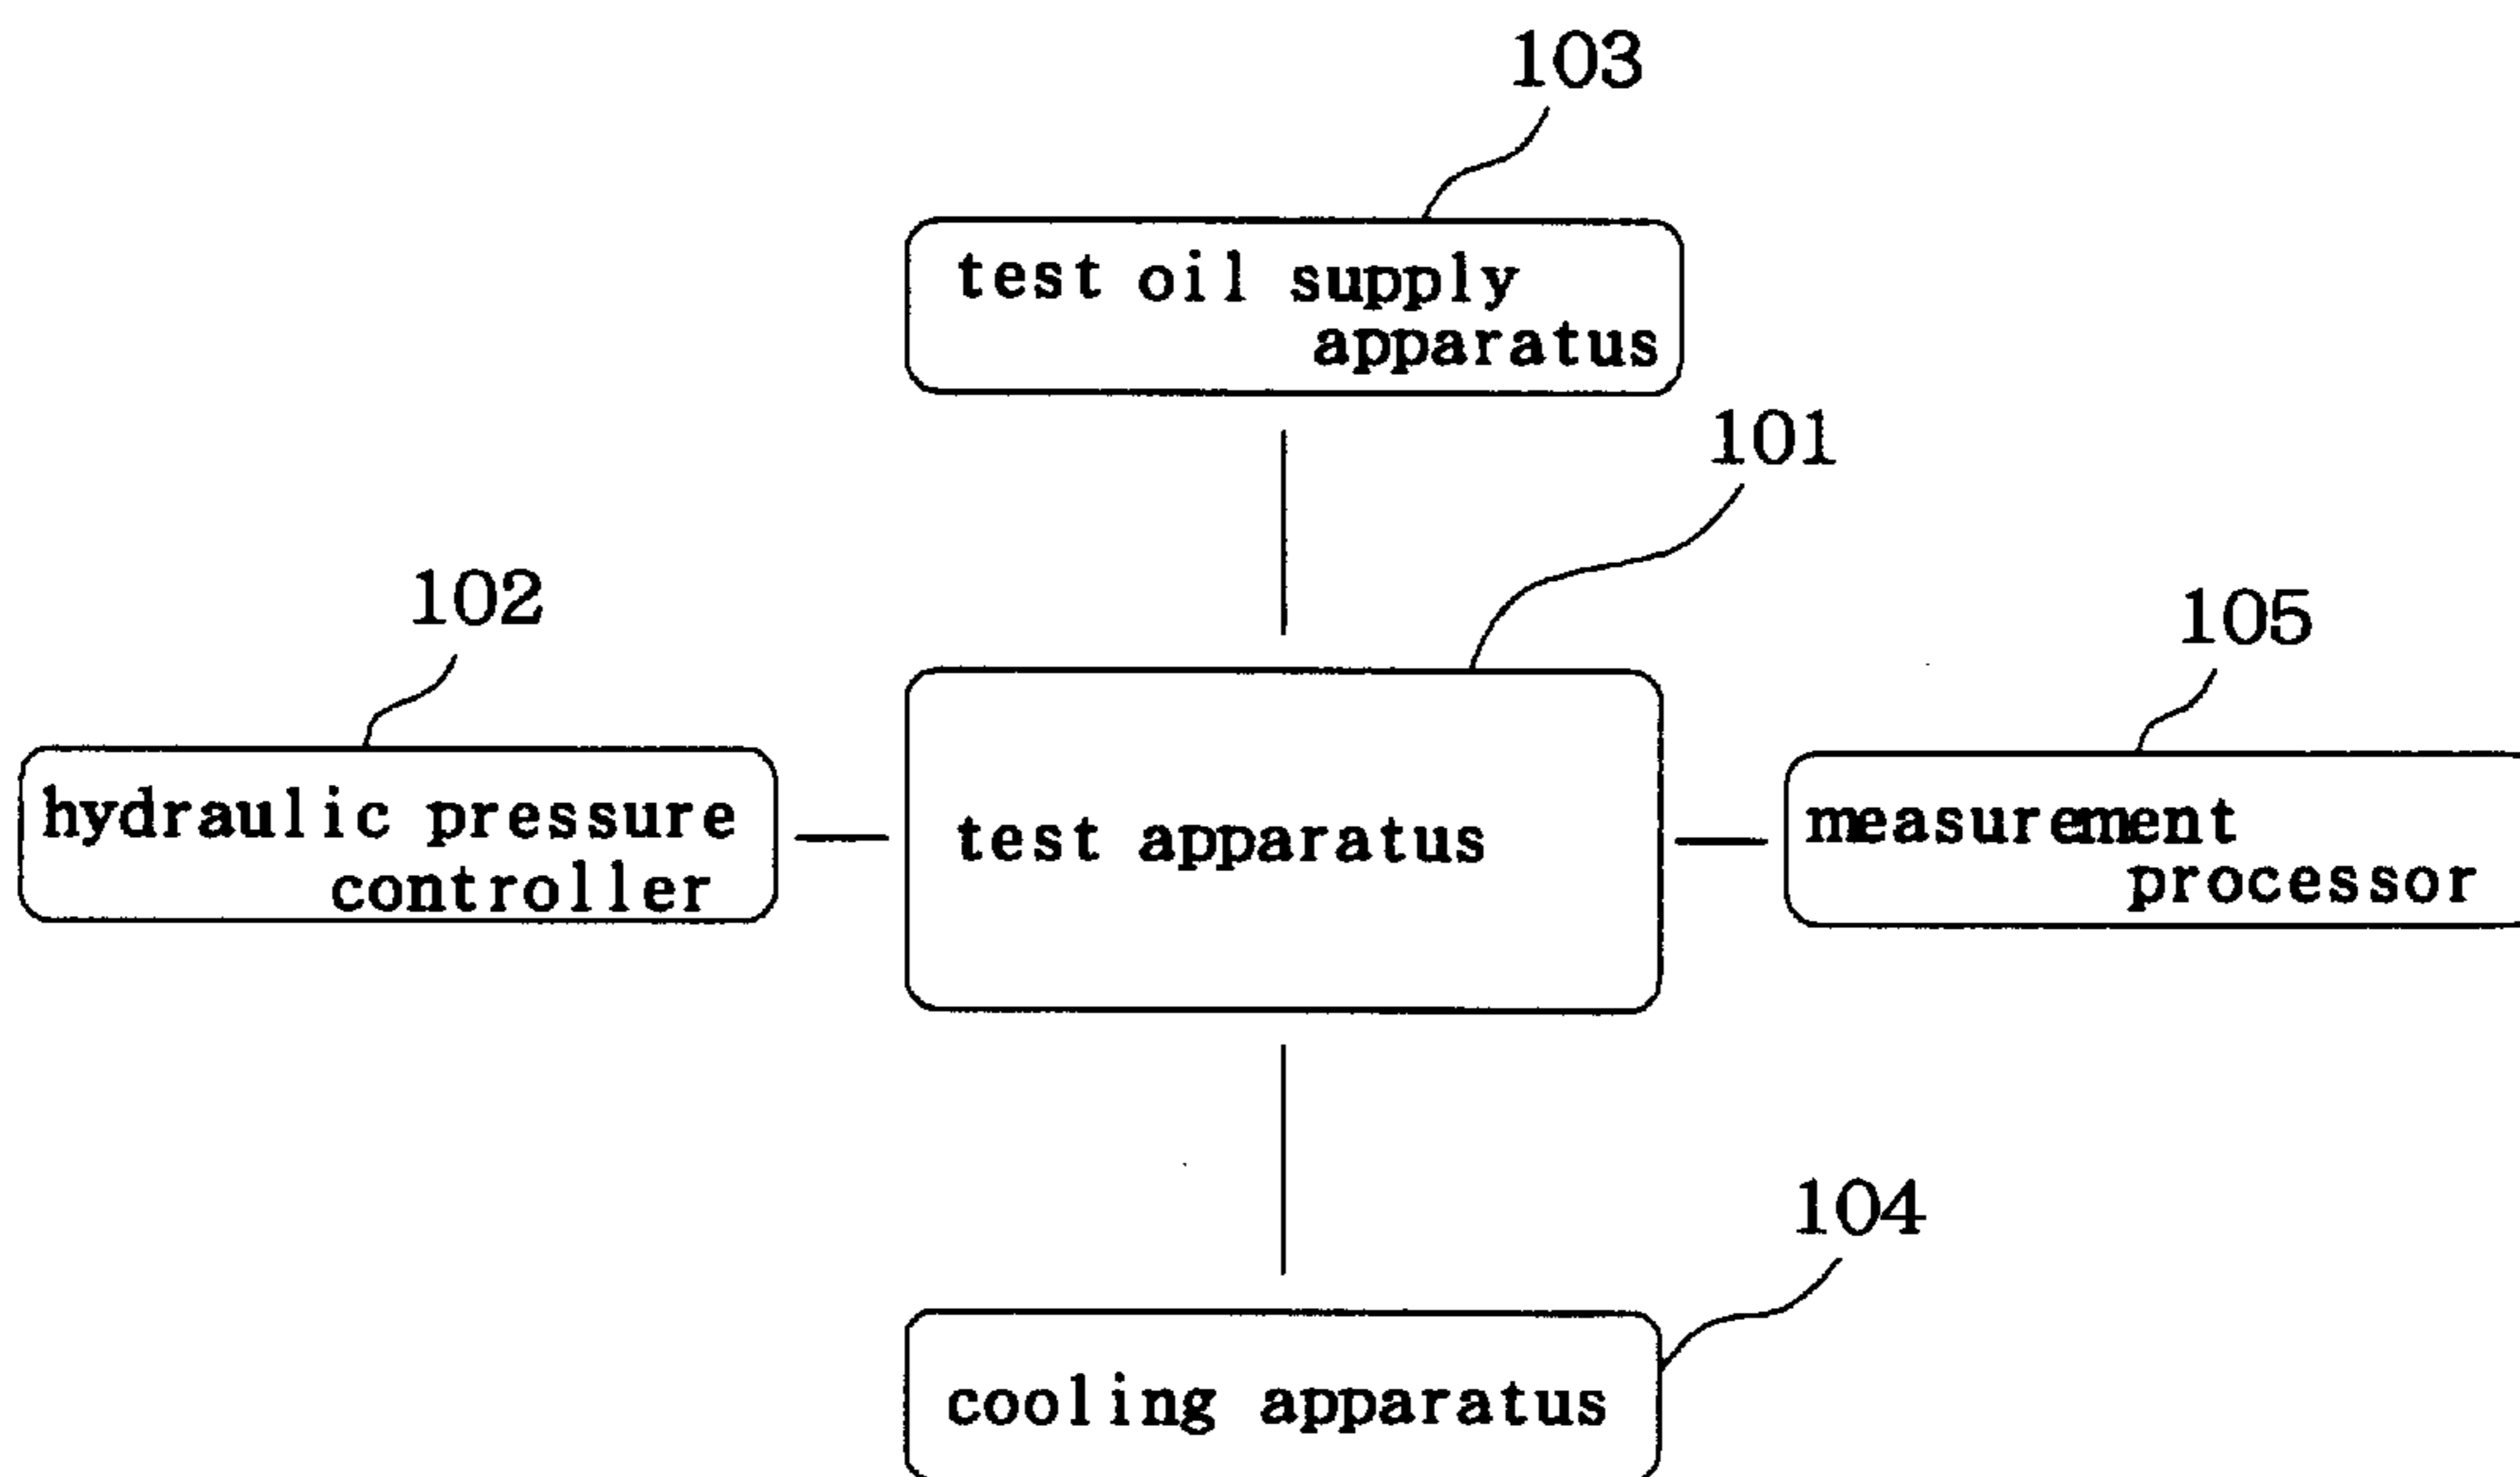 103
test oil supply
apparatus
101
102
105
hydraulic pressure
controller
test apparatus
measurement
processor
104
cooling apparatus